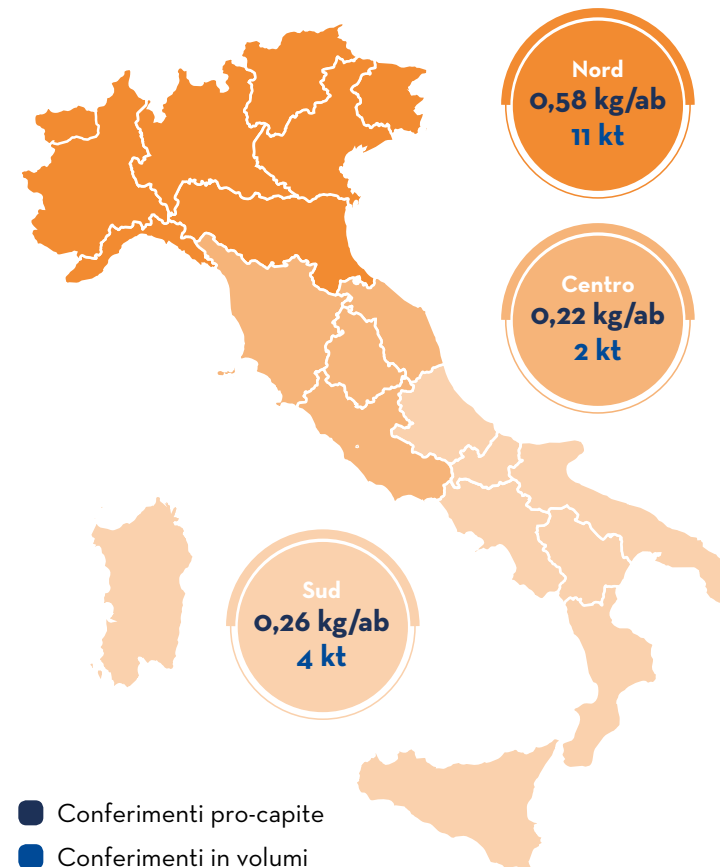 Nord
0,58 kg/ab
11 kt
Centro
0,22 kg/ab
2 kt
Sud
0,26 kg/ab
4 kt
Conferimenti pro-capite
Conferimenti in volumi